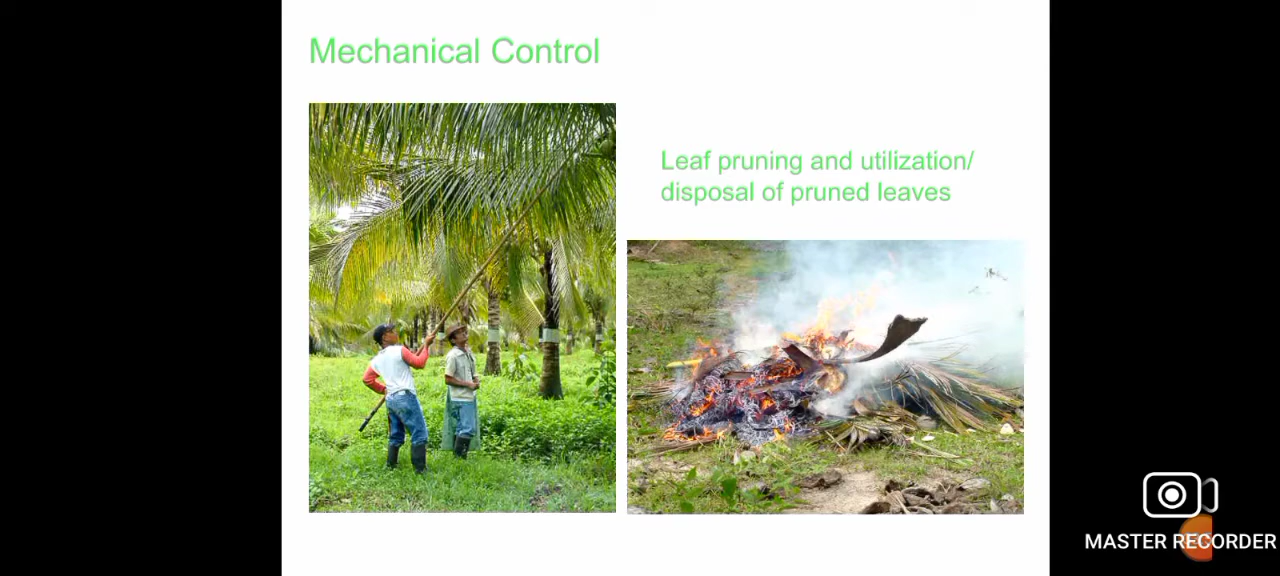 Mechanical Control
Leaf pruning and utilization/
disposal of pruned leaves
MASTER RECORDER